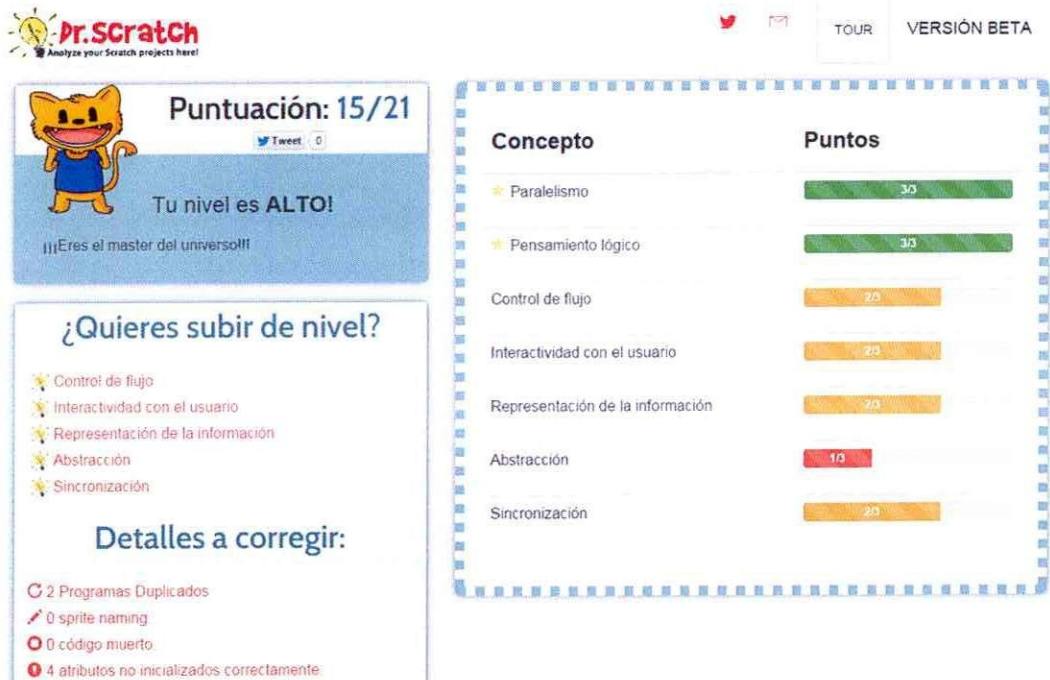 Dr. Scratch
Analyze your Scratch projects here!
TOUR
VERSIÓN BETA
Puntuación: 15/21
Tweet 0
Tu nivel es ALTO!
¡¡¡Eres el master del universo!!!
¿Quieres subir de nivel?
Control de flujo
Interactividad con el usuario
Representación de la información
Abstracción
Sincronización
Detalles a corregir:
2 Programas Duplicados
0 sprite naming.
0 código muerto.
4 atributos no inicializados correctamente.
Concepto Puntos
Paralelismo 3/3
Pensamiento lógico 3/3
Control de flujo 2/3
Interactividad con el usuario 2/3
Representación de la información 2/3
Abstracción 1/3
Sincronización 2/3